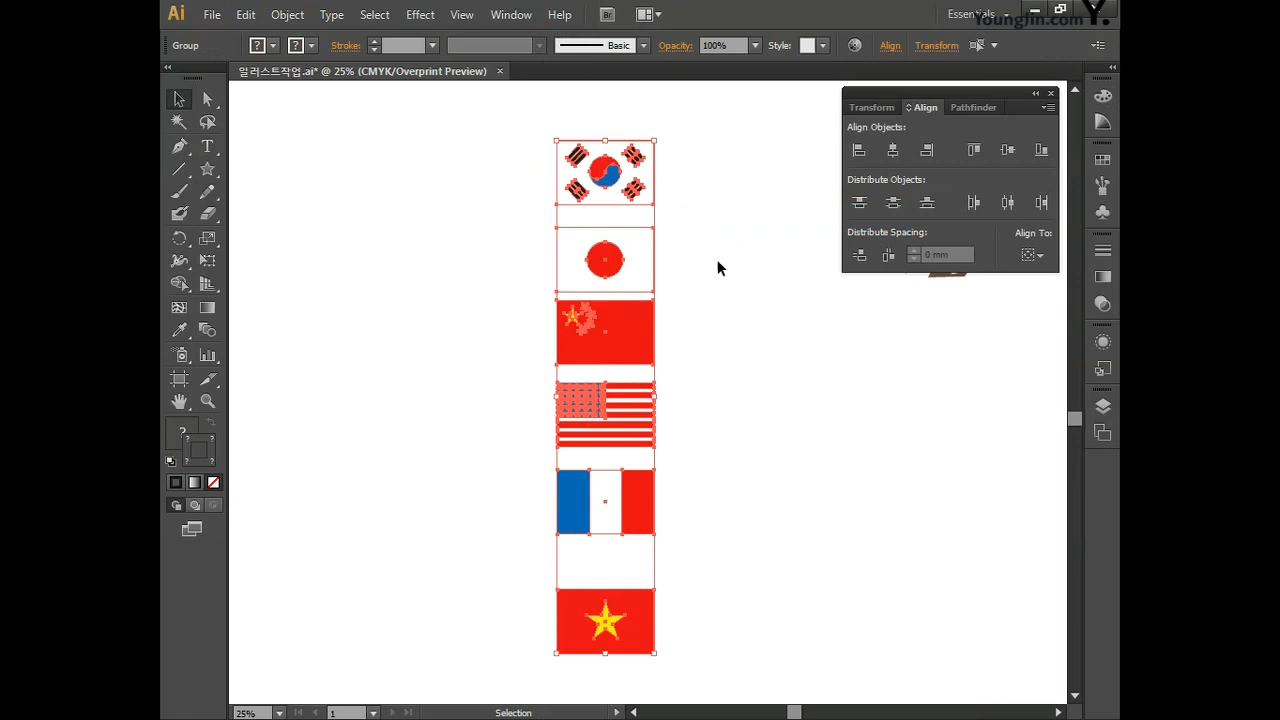 Ai File Edit Object Type Select Effect View Window Help Br Essentials
Youngjin.com Y.
Group ? ? Stroke: Basic Opacity: 100% Style: Align Transform
일러스트작업.ai* @ 25% (CMYK/Overprint Preview) ×
Transform Align Pathfinder
Align Objects:
Distribute Objects:
Distribute Spacing: Align To:
0 mm
T
?
? ?
? ?
25% 1 Selection